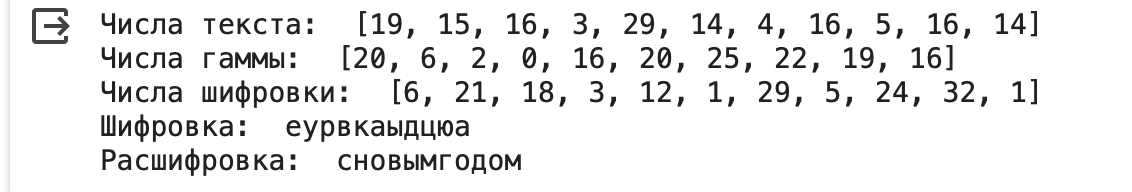 Числа текста:  [19, 15, 16, 3, 29, 14, 4, 16, 5, 16, 14]
Числа гаммы:  [20, 6, 2, 0, 16, 20, 25, 22, 19, 16]
Числа шифровки:  [6, 21, 18, 3, 12, 1, 29, 5, 24, 32, 1]
Шифровка:  еурвкаыдцюа
Расшифровка:  сновымгодом